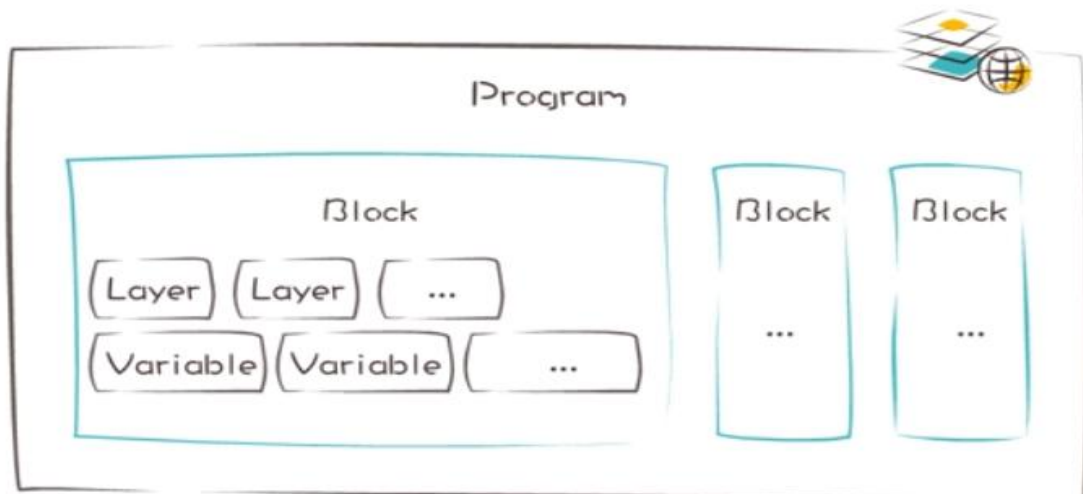 Program
Block Block Block
Layer Layer ...
... ...
Variable Variable ...